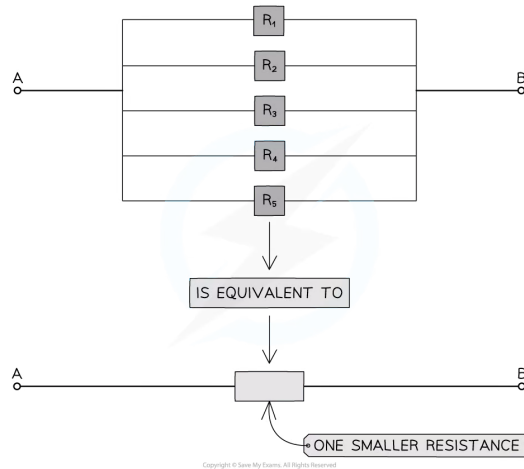 R₁
A
R₂
B
R₃
R₄
R₅
IS EQUIVALENT TO
A
B
ONE SMALLER RESISTANCE
Copyright © Save My Exams. All Rights Reserved